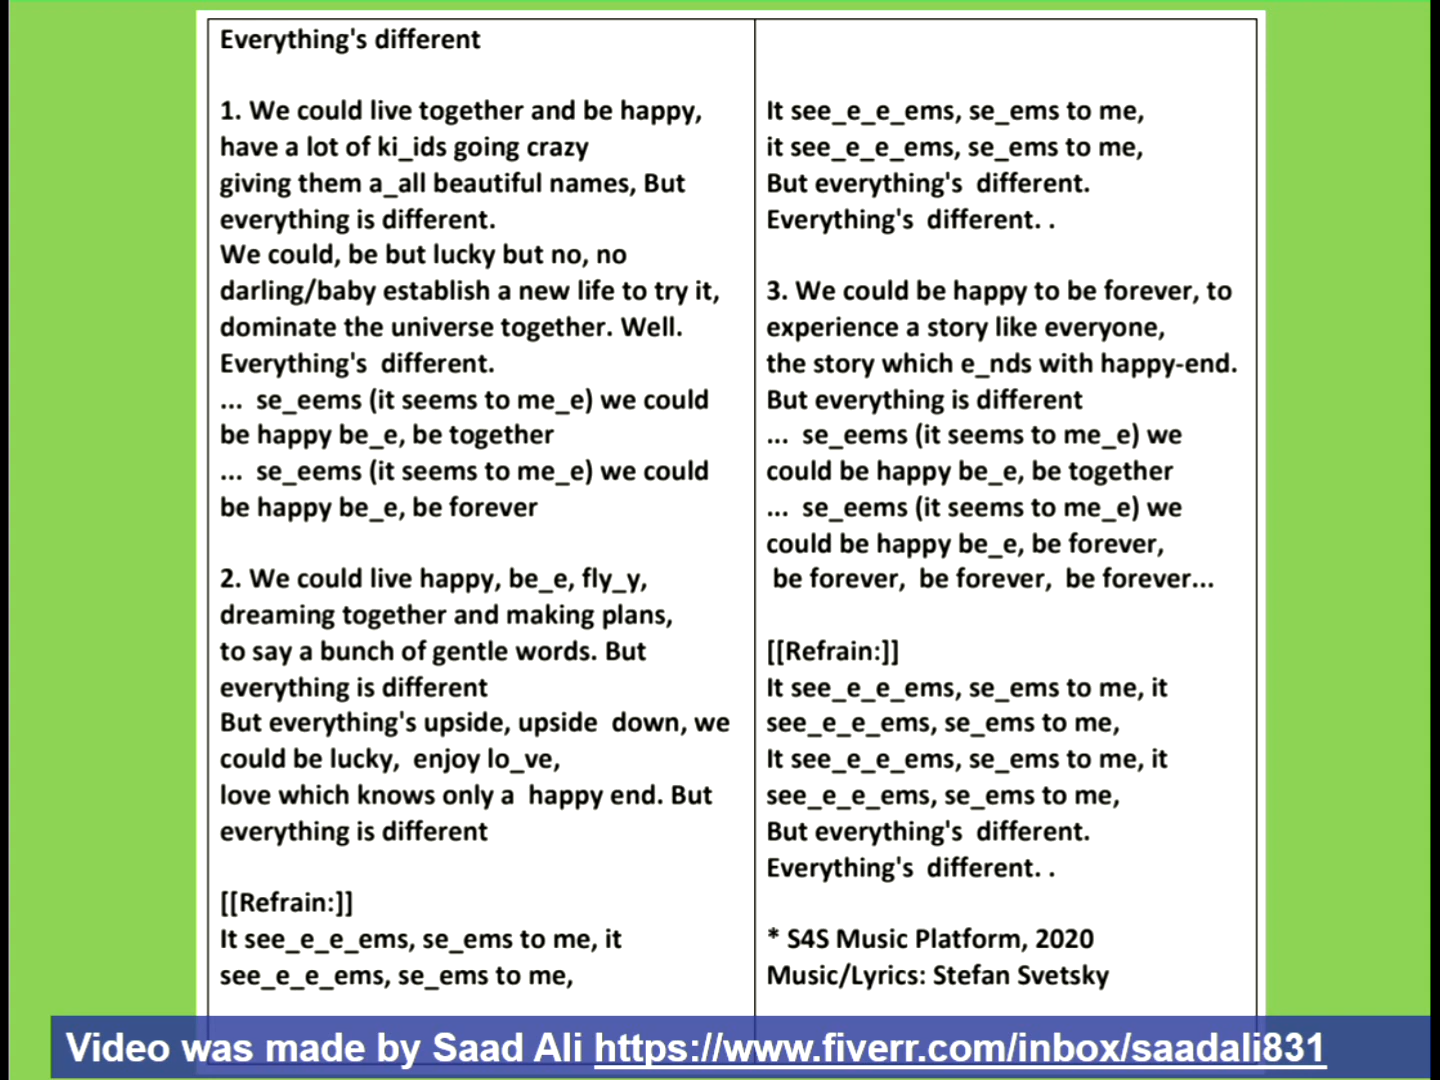 Everything's different
1. We could live together and be happy,
have a lot of ki_ids going crazy
giving them a_all beautiful names, But
everything is different.
We could, be but lucky but no, no
darling/baby establish a new life to try it,
dominate the universe together. Well.
Everything's  different.
...  se_eems (it seems to me_e) we could
be happy be_e, be together
...  se_eems (it seems to me_e) we could
be happy be_e, be forever
2. We could live happy, be_e, fly_y,
dreaming together and making plans,
to say a bunch of gentle words. But
everything is different
But everything's upside, upside  down, we
could be lucky,  enjoy lo_ve,
love which knows only a  happy end. But
everything is different
[[Refrain:]]
It see_e_e_ems, se_ems to me, it
see_e_e_ems, se_ems to me,
It see_e_e_ems, se_ems to me,
it see_e_e_ems, se_ems to me,
But everything's  different.
Everything's  different. .
3. We could be happy to be forever, to
experience a story like everyone,
the story which e_nds with happy-end.
But everything is different
...  se_eems (it seems to me_e) we
could be happy be_e, be together
...  se_eems (it seems to me_e) we
could be happy be_e, be forever,
be forever,  be forever,  be forever...
[[Refrain:]]
It see_e_e_ems, se_ems to me, it
see_e_e_ems, se_ems to me,
It see_e_e_ems, se_ems to me, it
see_e_e_ems, se_ems to me,
But everything's  different.
Everything's  different. .
* S4S Music Platform, 2020
Music/Lyrics: Stefan Svetsky
Video was made by Saad Ali https://www.fiverr.com/inbox/saadali831